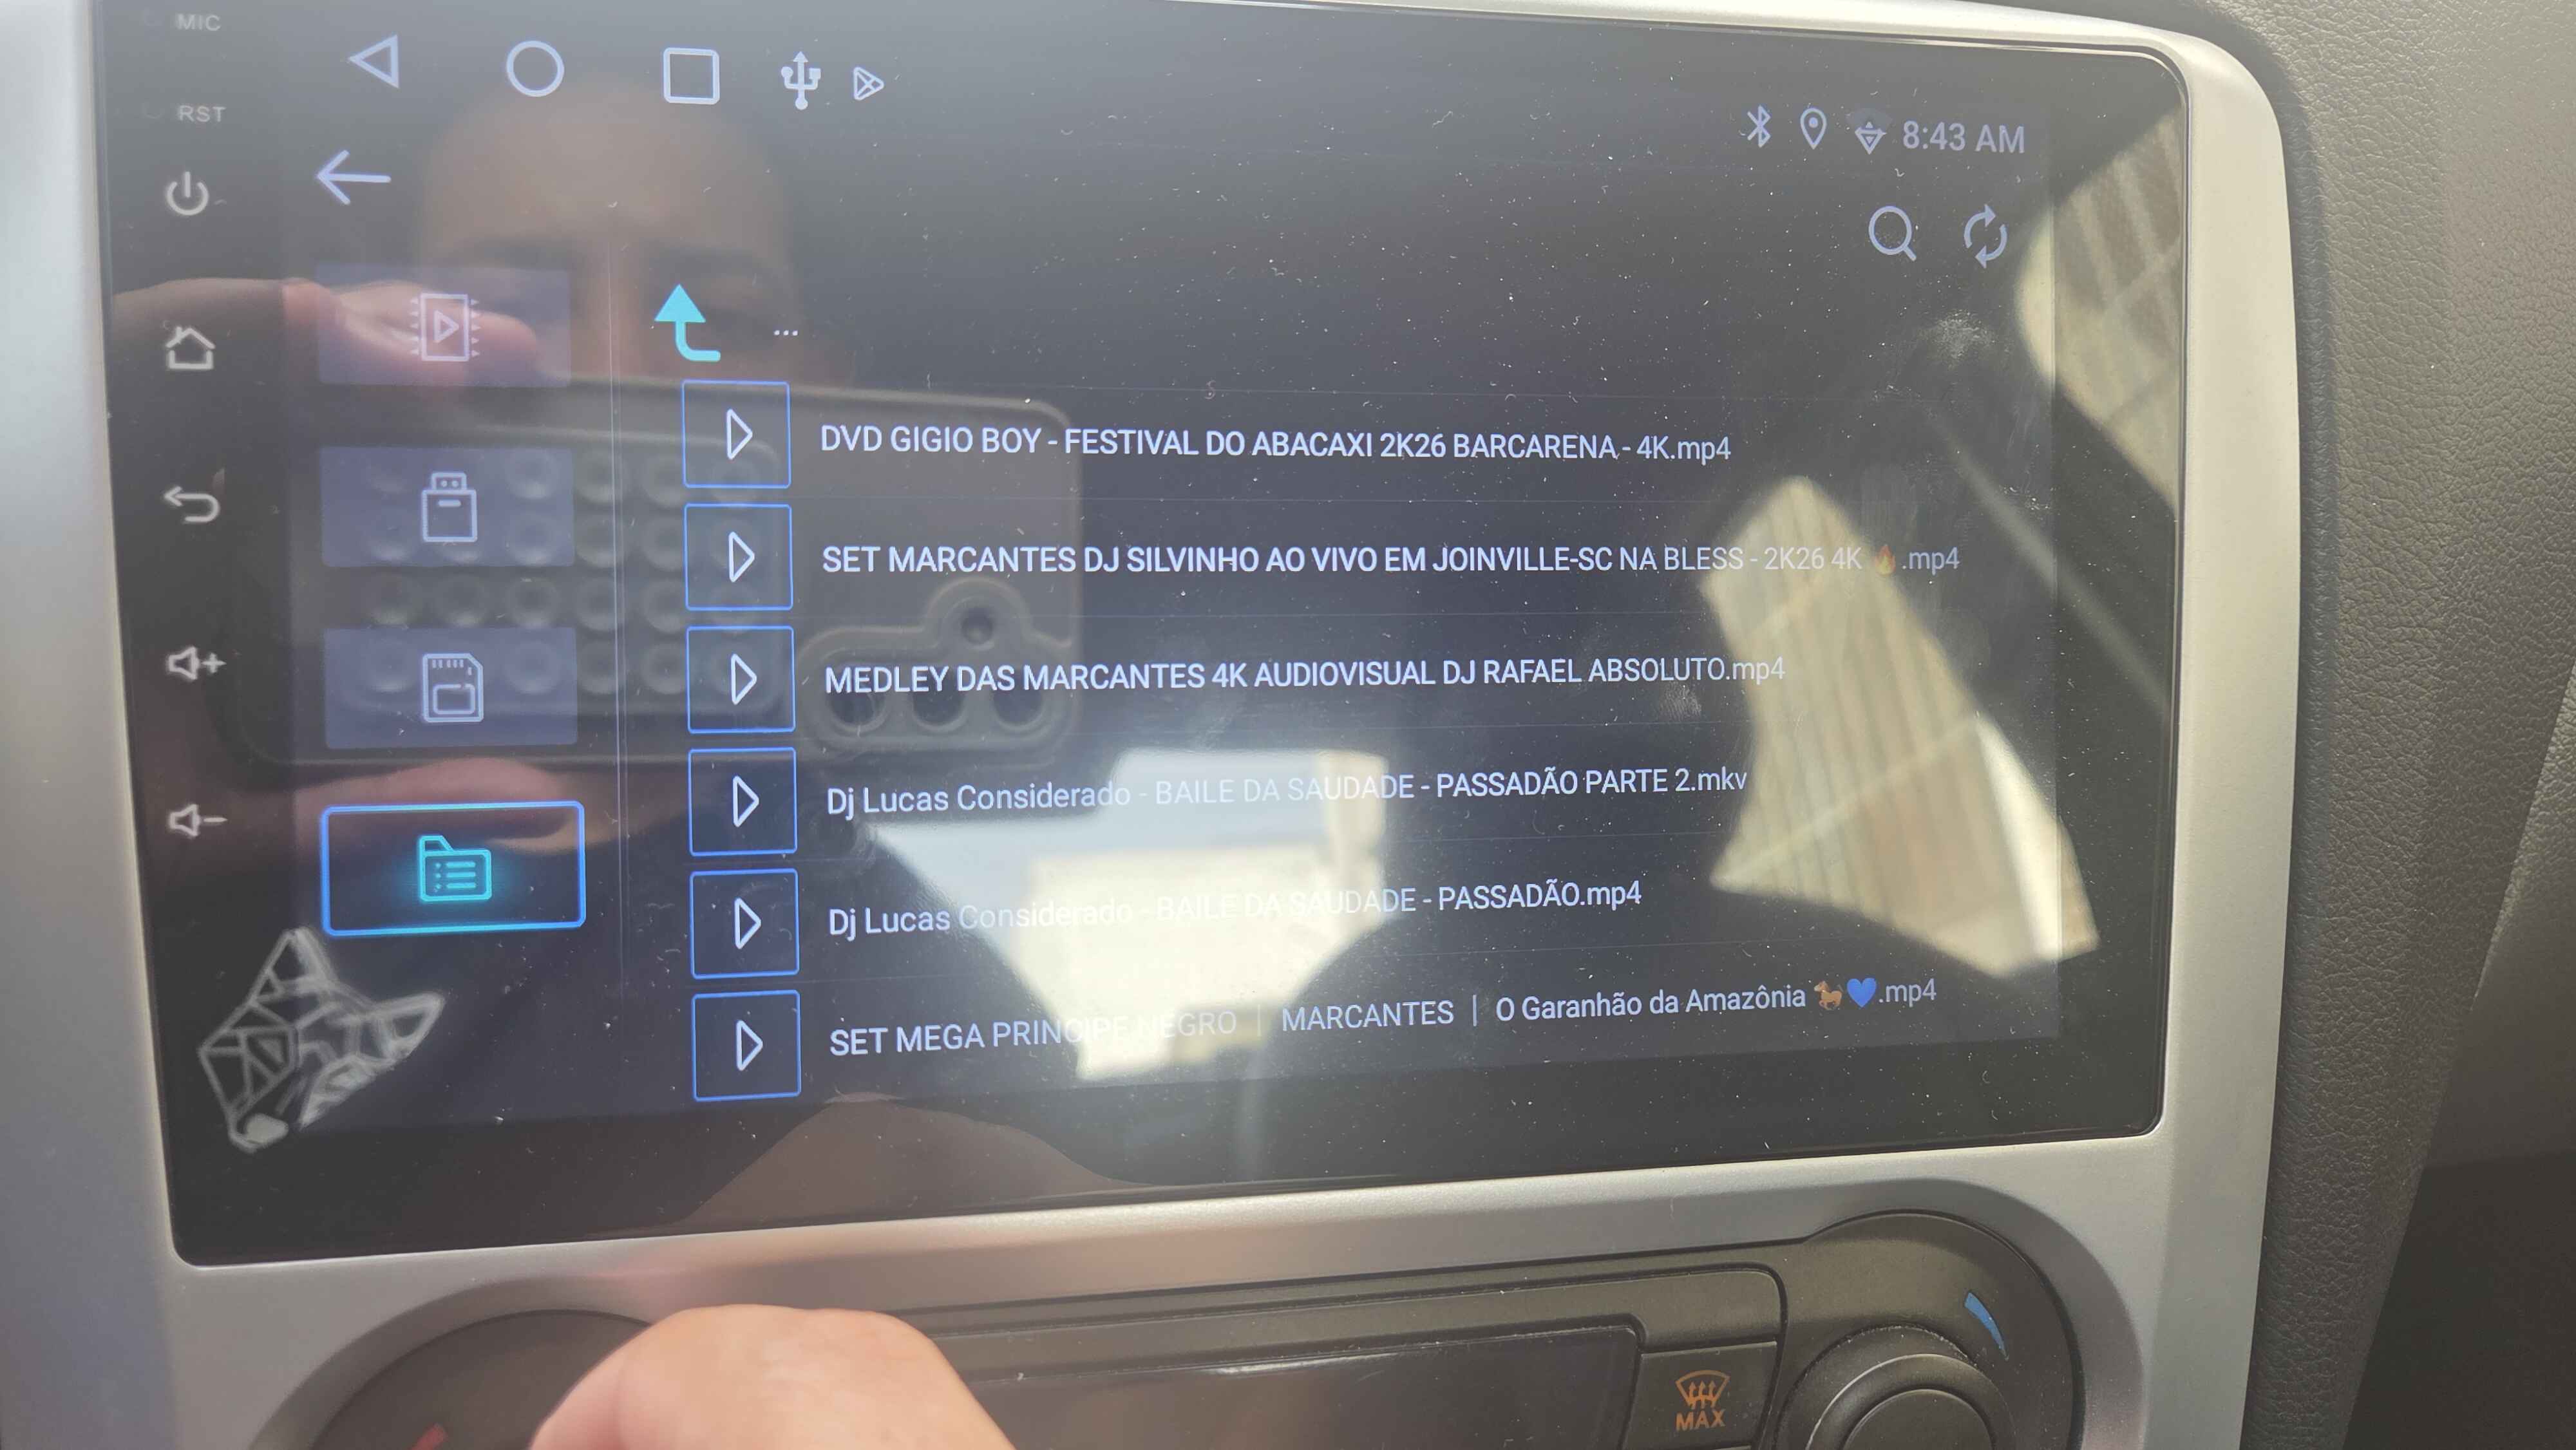 MIC
RST
8:43 AM
...
DVD GIGIO BOY - FESTIVAL DO ABACAXI 2K26 BARCARENA - 4K.mp4
SET MARCANTES DJ SILVINHO AO VIVO EM JOINVILLE-SC NA BLESS - 2K26 4K 🔥.mp4
MEDLEY DAS MARCANTES 4K AUDIOVISUAL DJ RAFAEL ABSOLUTO.mp4
Dj Lucas Considerado - BAILE DA SAUDADE - PASSADÃO PARTE 2.mkv
Dj Lucas Considerado - BAILE DA SAUDADE - PASSADÃO.mp4
SET MEGA PRINCIPE NEGRO | MARCANTES | O Garanhão da Amazônia 🐎💙.mp4
MAX